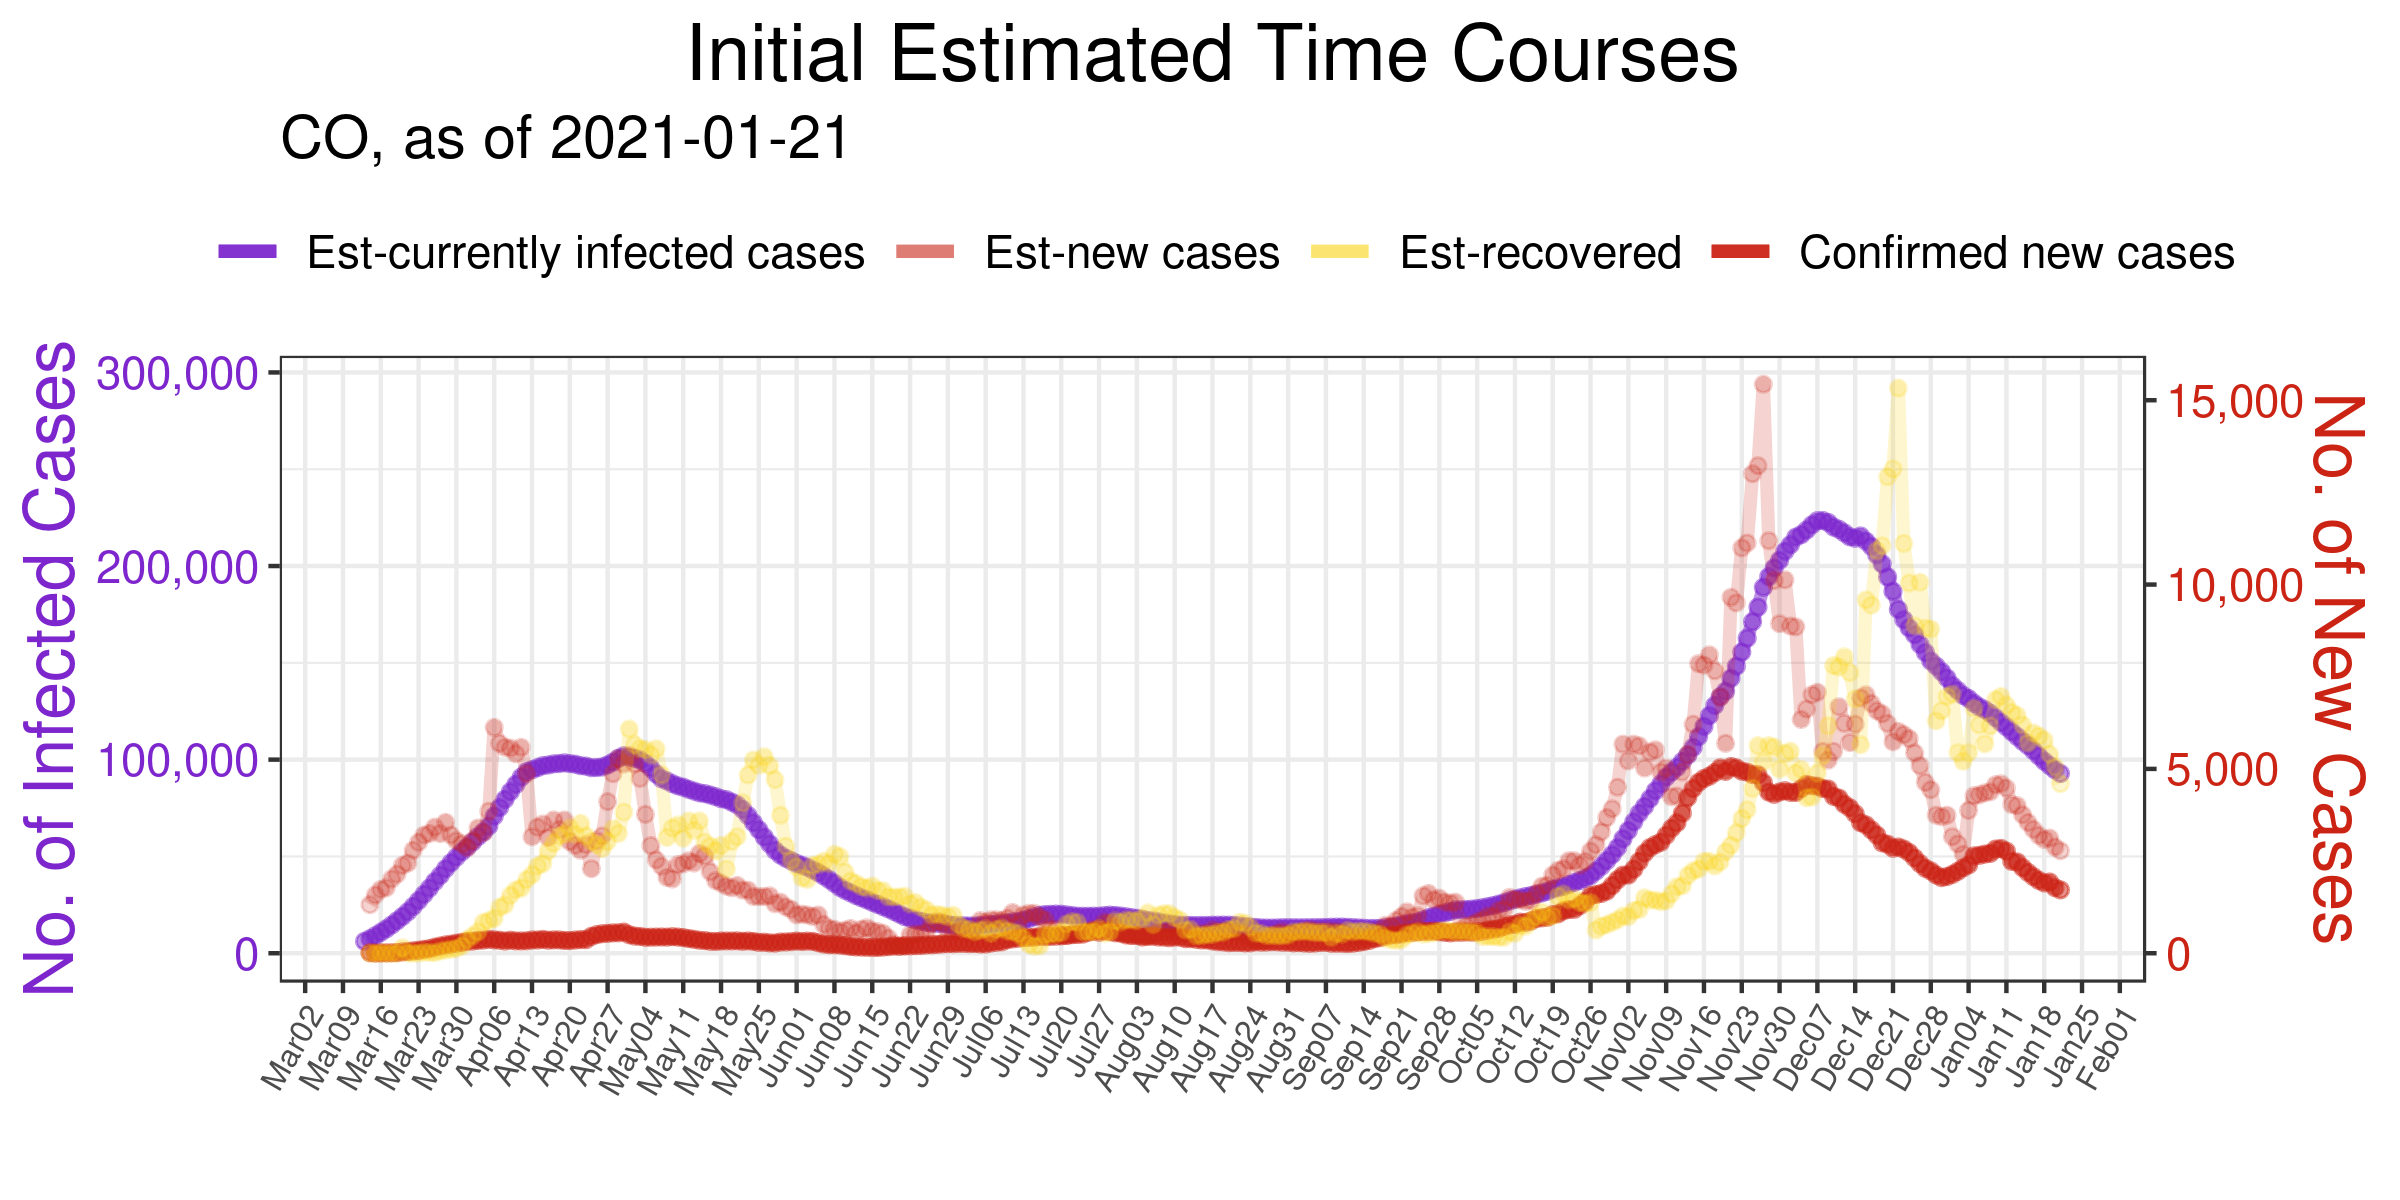 Initial Estimated Time Courses
CO, as of 2021-01-21
Est-currently infected cases Est-new cases Est-recovered Confirmed new cases
No. of Infected Cases
300,000
200,000
100,000
0
15,000
10,000
5,000
0
No. of New Cases
Mar02 Mar09 Mar16 Mar23 Mar30 Apr06 Apr13 Apr20 Apr27 May04 May11 May18 May25 Jun01 Jun08 Jun15 Jun22 Jun29 Jul06 Jul13 Jul20 Jul27 Aug03 Aug10 Aug17 Aug24 Aug31 Sep07 Sep14 Sep21 Sep28 Oct05 Oct12 Oct19 Oct26 Nov02 Nov09 Nov16 Nov23 Nov30 Dec07 Dec14 Dec21 Dec28 Jan04 Jan11 Jan18 Jan25 Feb01